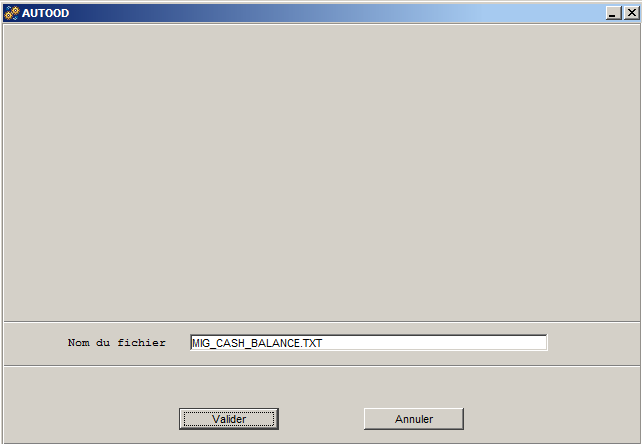 AUTOOD
Nom du fichier MIG_CASH_BALANCE.TXT
Valider Annuler